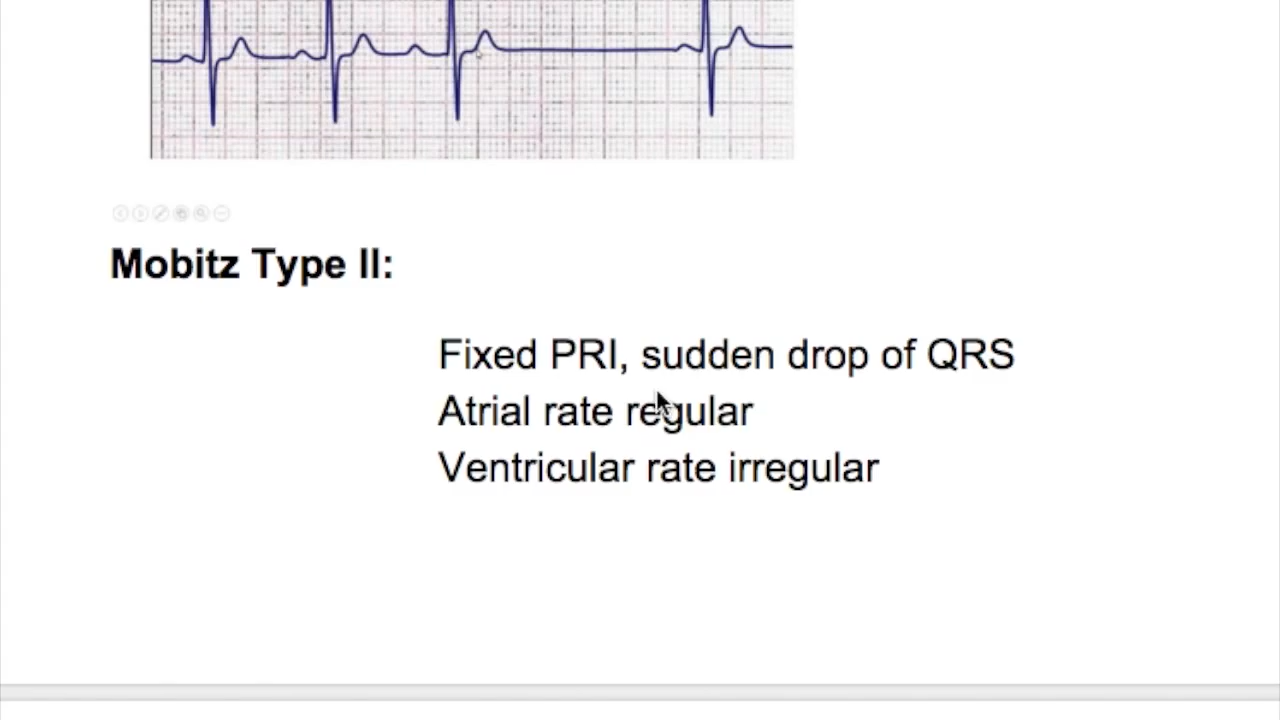 Mobitz Type II:
Fixed PRI, sudden drop of QRS
Atrial rate regular
Ventricular rate irregular